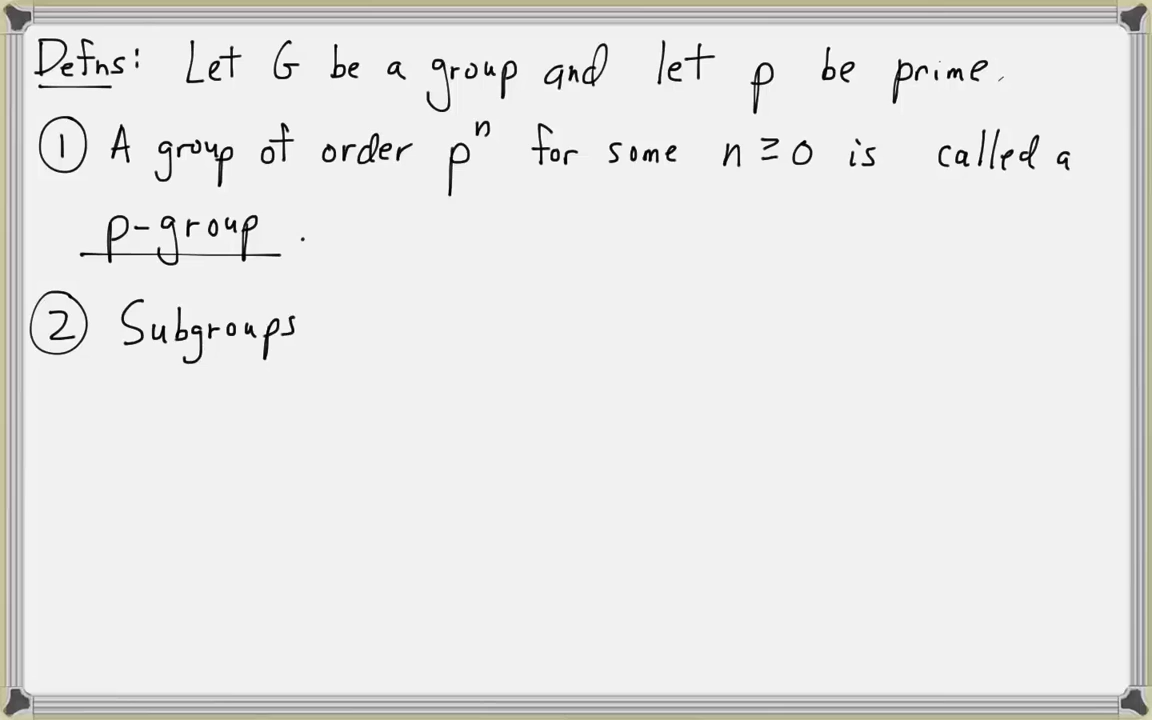 Defns: Let G be a group and let p be prime.
① A group of order pⁿ for some n ≥ 0 is called a
p-group.
② Subgroups